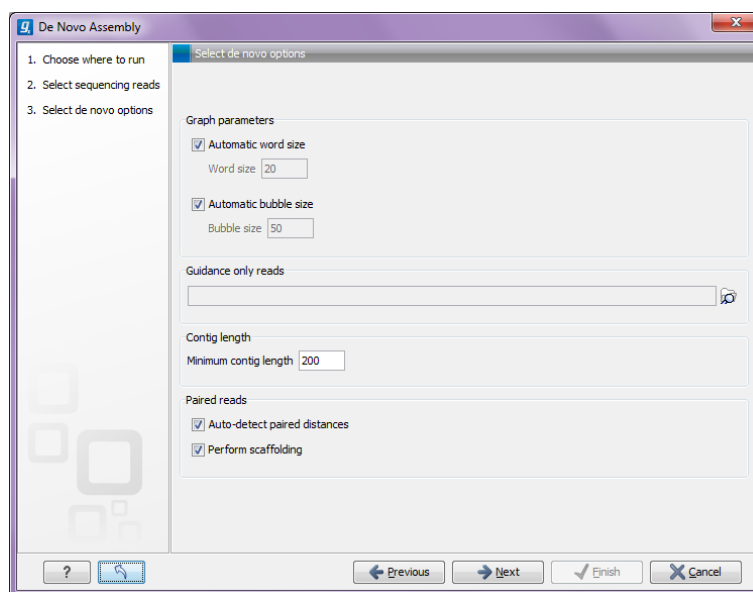 De Novo Assembly
1. Choose where to run
2. Select sequencing reads
3. Select de novo options
Select de novo options
Graph parameters
Automatic word size
Word size 20
Automatic bubble size
Bubble size 50
Guidance only reads
Contig length
Minimum contig length 200
Paired reads
Auto-detect paired distances
Perform scaffolding
? Previous Next Finish Cancel